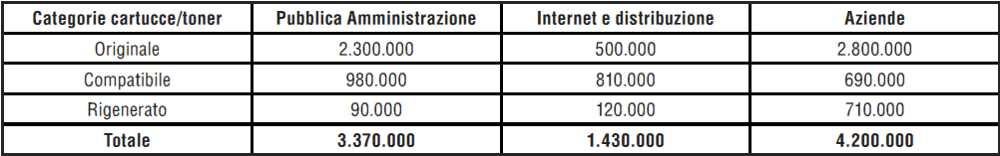 Categorie cartucce/toner Pubblica Amministrazione Internet e distribuzione Aziende
Originale 2.300.000 500.000 2.800.000
Compatibile 980.000 810.000 690.000
Rigenerato 90.000 120.000 710.000
Totale 3.370.000 1.430.000 4.200.000